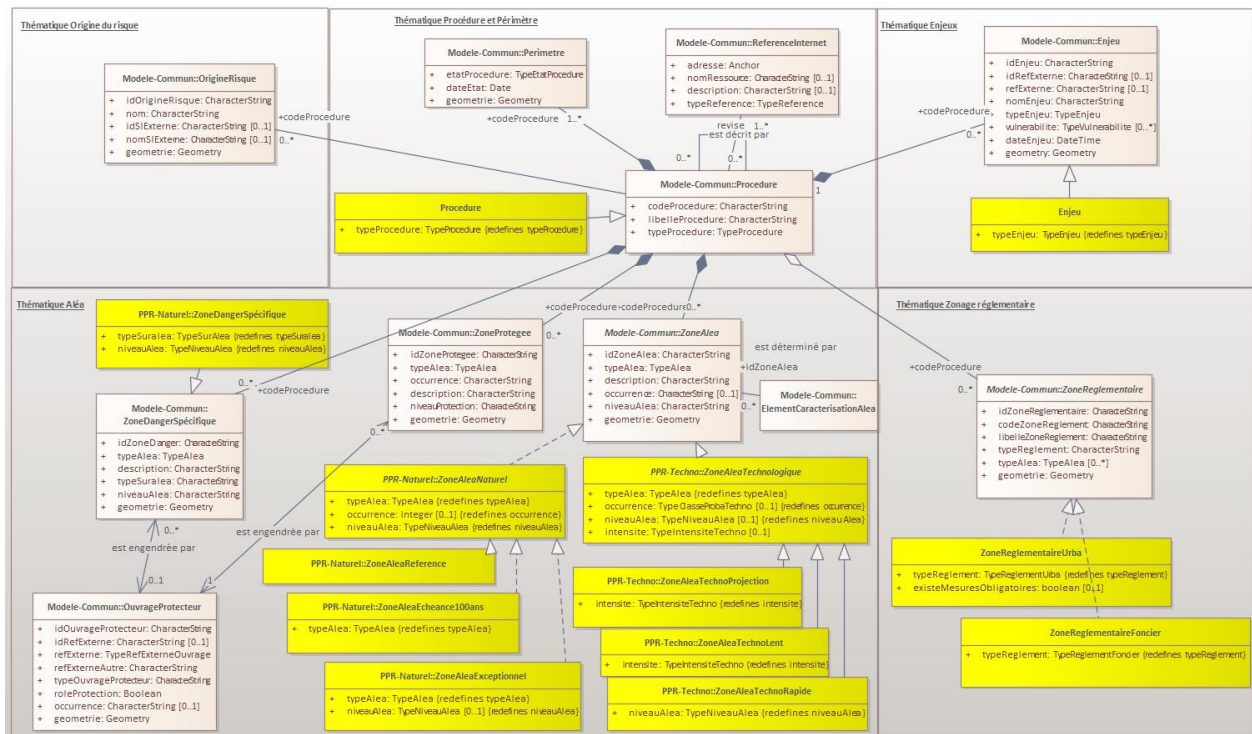 Thématique Origine du risque
Modele-Commun::OrigineRisque
+ idOrigineRisque: CharacterString
+ nom: CharacterString
+ idSIExterne: CharacterString [0..1]
+ nomSIExterne: CharacterString [0..1]
+ geometrie: Geometry
+codeProcedure
0..*
Thématique Procédure et Périmètre
Modele-Commun::Perimetre
+ etatProcedure: TypeEtatProcedure
+ dateEtat: Date
+ geometrie: Geometry
+codeProcedure 1..*
Modele-Commun::ReferenceInternet
+ adresse: Anchor
+ nomRessource: CharacterString [0..1]
+ description: CharacterString [0..1]
+ typeReference: TypeReference
revise 1..*
est décrit par
0..* 0..*
Modele-Commun::Procedure
+ codeProcedure: CharacterString
+ libelleProcedure: CharacterString
+ typeProcedure: TypeProcedure
Procedure
+ typeProcedure: TypeProcedure {redefines typeProcedure}
Thématique Enjeux
Modele-Commun::Enjeu
+ idEnjeu: CharacterString
+ idRefExterne: CharacterString [0..1]
+ refExterne: CharacterString [0..1]
+ nomEnjeu: CharacterString
+ typeEnjeu: TypeEnjeu
+ vulnerabilite: TypeVulnerabilite [0..*]
+ dateEnjeu: DateTime
+ geometry: Geometry
+codeProcedure
0..*
1
Enjeu
+ typeEnjeu: TypeEnjeu {redefines typeEnjeu}
Thématique Aléa
PPR-Naturel::ZoneDangerSpécifique
+ typeSurAlea: TypeSurAlea {redefines typeSuralea}
+ niveauAlea: TypeNiveauAlea {redefines niveauAlea}
0..*
+codeProcedure
Modele-Commun::
ZoneDangerSpécifique
+ idZoneDanger: CharacterString
+ typeAlea: TypeAlea
+ description: CharacterString
+ typeSuralea: CharacterString
+ niveauAlea: CharacterString
+ geometrie: Geometry
0..*
est engendrée par
0..1
Modele-Commun::OuvrageProtecteur
+ idOuvrageProtecteur: CharacterString
+ idRefExterne: CharacterString [0..1]
+ refExterne: TypeRefExterneOuvrage
+ refExterneAutre: CharacterString
+ typeOuvrageProtecteur: CharacterString
+ roleProtection: Boolean
+ occurrence: CharacterString [0..1]
+ geometrie: Geometry
+codeProcedure
0..*
Modele-Commun::ZoneProtegee
+ idZoneProtegee: CharacterString
+ typeAlea: TypeAlea
+ occurrence: CharacterString
+ description: CharacterString
+ niveauProtection: CharacterString
+ geometrie: Geometry
0..*
est engendrée par
1
+codeProcedure 0..*
Modele-Commun::ZoneAlea
+ idZoneAlea: CharacterString
+ typeAlea: TypeAlea
+ description: CharacterString
+ occurrence: CharacterString [0..1]
+ niveauAlea: CharacterString
+ geometrie: Geometry
est déterminé par
+idZoneAlea
0..*
Modele-Commun::
ElementCaracterisationAlea
PPR-Naturel::ZoneAleaNaturel
+ typeAlea: TypeAlea {redefines typeAlea}
+ occurrence: Integer [0..1] {redefines occurrence}
+ niveauAlea: TypeNiveauAlea {redefines niveauAlea}
PPR-Naturel::ZoneAleaReference
PPR-Naturel::ZoneAleaEcheance100ans
+ typeAlea: TypeAlea {redefines typeAlea}
PPR-Naturel::ZoneAleaExceptionnel
+ typeAlea: TypeAlea {redefines typeAlea}
+ niveauAlea: TypeNiveauAlea [0..1] {redefines niveauAlea}
PPR-Techno::ZoneAleaTechnologique
+ typeAlea: TypeAlea {redefines typeAlea}
+ occurrence: TypeClasseProbaTechno [0..1] {redefines occurrence}
+ niveauAlea: TypeNiveauAlea [0..1] {redefines niveauAlea}
+ intensite: TypeIntensiteTechno [0..1]
PPR-Techno::ZoneAleaTechnoProjection
+ intensite: TypeIntensiteTechno {redefines intensite}
PPR-Techno::ZoneAleaTechnoLent
+ intensite: TypeIntensiteTechno {redefines intensite}
PPR-Techno::ZoneAleaTechnoRapide
+ niveauAlea: TypeNiveauAlea {redefines niveauAlea}
Thématique Zonage réglementaire
+codeProcedure
0..*
Modele-Commun::ZoneReglementaire
+ idZoneReglementaire: CharacterString
+ codeZoneReglement: CharacterString
+ libelleZoneReglement: CharacterString
+ typeReglement: CharacterString
+ typeAlea: TypeAlea [0..*]
+ geometrie: Geometry
ZoneReglementaireUrba
+ typeReglement: TypeReglementUrba {redefines typeReglement}
+ existeMesuresObligatoires: boolean [0..1]
ZoneReglementaireFoncier
+ typeReglement: TypeReglementFoncier {redefines typeReglement}